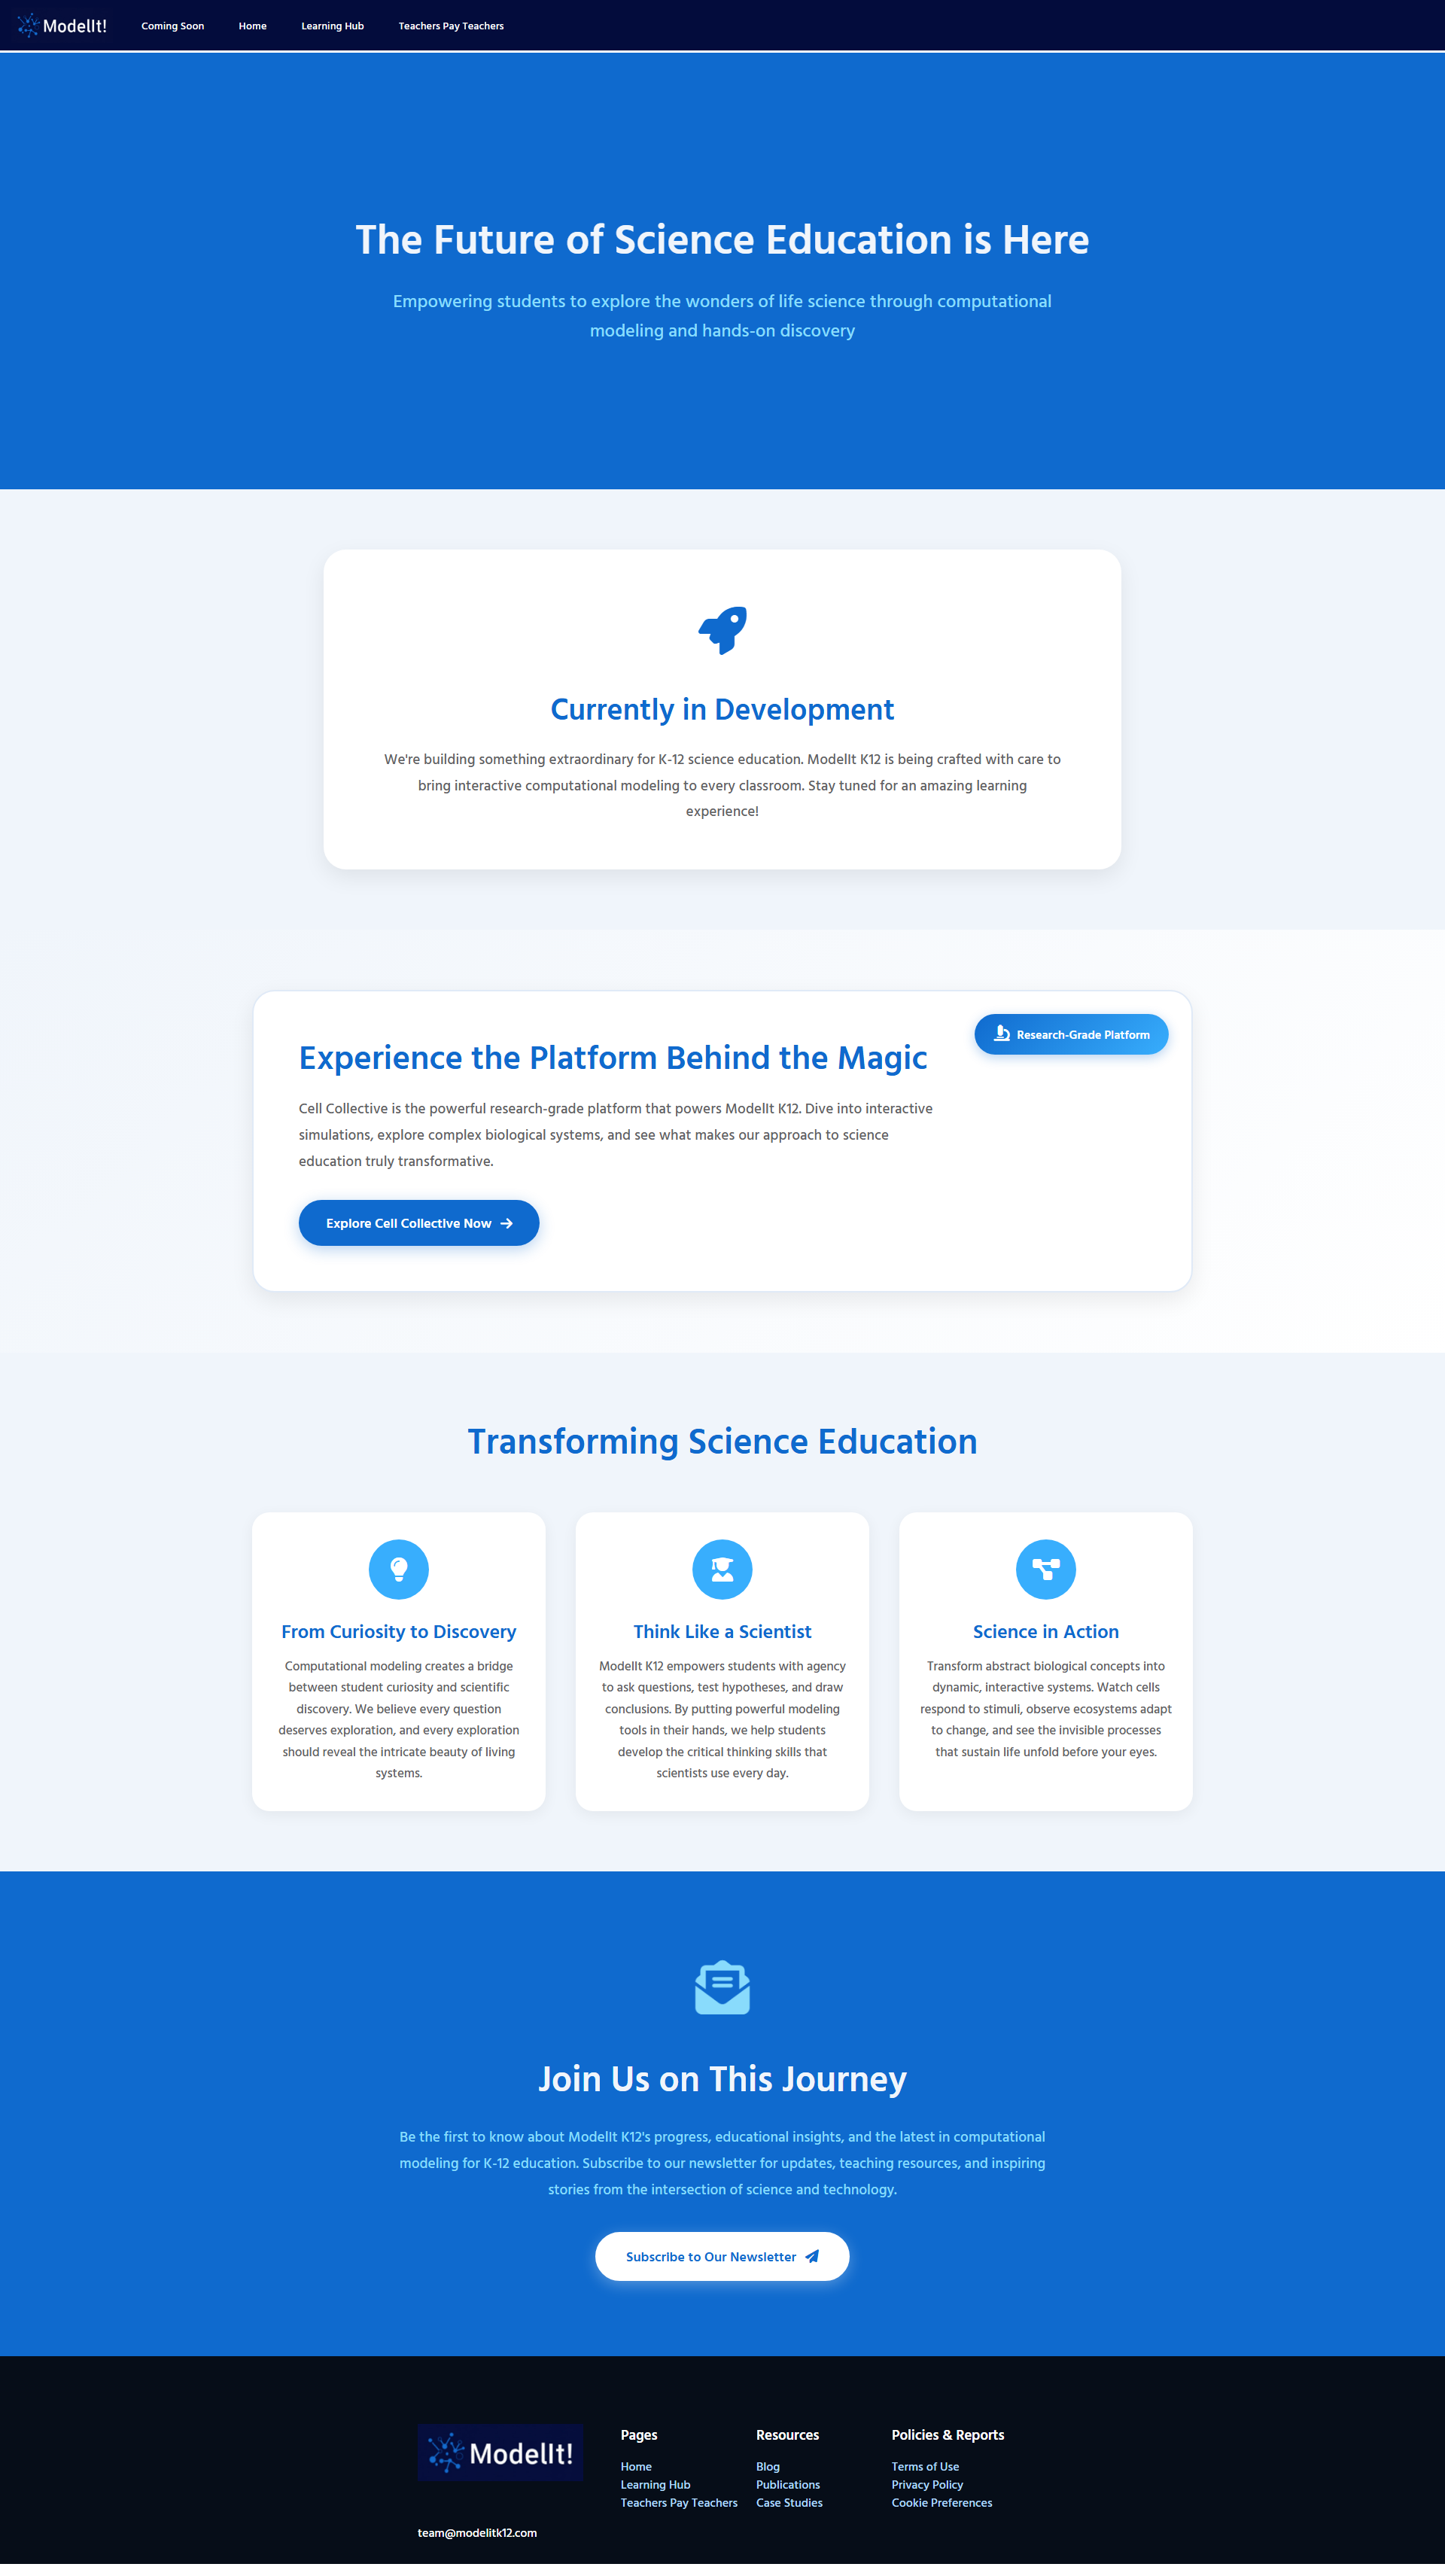 ModelIt!
Coming Soon
Home
Learning Hub
Teachers Pay Teachers
The Future of Science Education is Here
Empowering students to explore the wonders of life science through computational
modeling and hands-on discovery
Currently in Development
We're building something extraordinary for K-12 science education. ModelIt K12 is being crafted with care to
bring interactive computational modeling to every classroom. Stay tuned for an amazing learning
experience!
Research-Grade Platform
Experience the Platform Behind the Magic
Cell Collective is the powerful research-grade platform that powers ModelIt K12. Dive into interactive
simulations, explore complex biological systems, and see what makes our approach to science
education truly transformative.
Explore Cell Collective Now
Transforming Science Education
From Curiosity to Discovery
Computational modeling creates a bridge
between student curiosity and scientific
discovery. We believe every question
deserves exploration, and every exploration
should reveal the intricate beauty of living
systems.
Think Like a Scientist
ModelIt K12 empowers students with agency
to ask questions, test hypotheses, and draw
conclusions. By putting powerful modeling
tools in their hands, we help students
develop the critical thinking skills that
scientists use every day.
Science in Action
Transform abstract biological concepts into
dynamic, interactive systems. Watch cells
respond to stimuli, observe ecosystems adapt
to change, and see the invisible processes
that sustain life unfold before your eyes.
Join Us on This Journey
Be the first to know about ModelIt K12's progress, educational insights, and the latest in computational
modeling for K-12 education. Subscribe to our newsletter for updates, teaching resources, and inspiring
stories from the intersection of science and technology.
Subscribe to Our Newsletter
ModelIt!
team@modelitk12.com
Pages
Home
Learning Hub
Teachers Pay Teachers
Resources
Blog
Publications
Case Studies
Policies & Reports
Terms of Use
Privacy Policy
Cookie Preferences